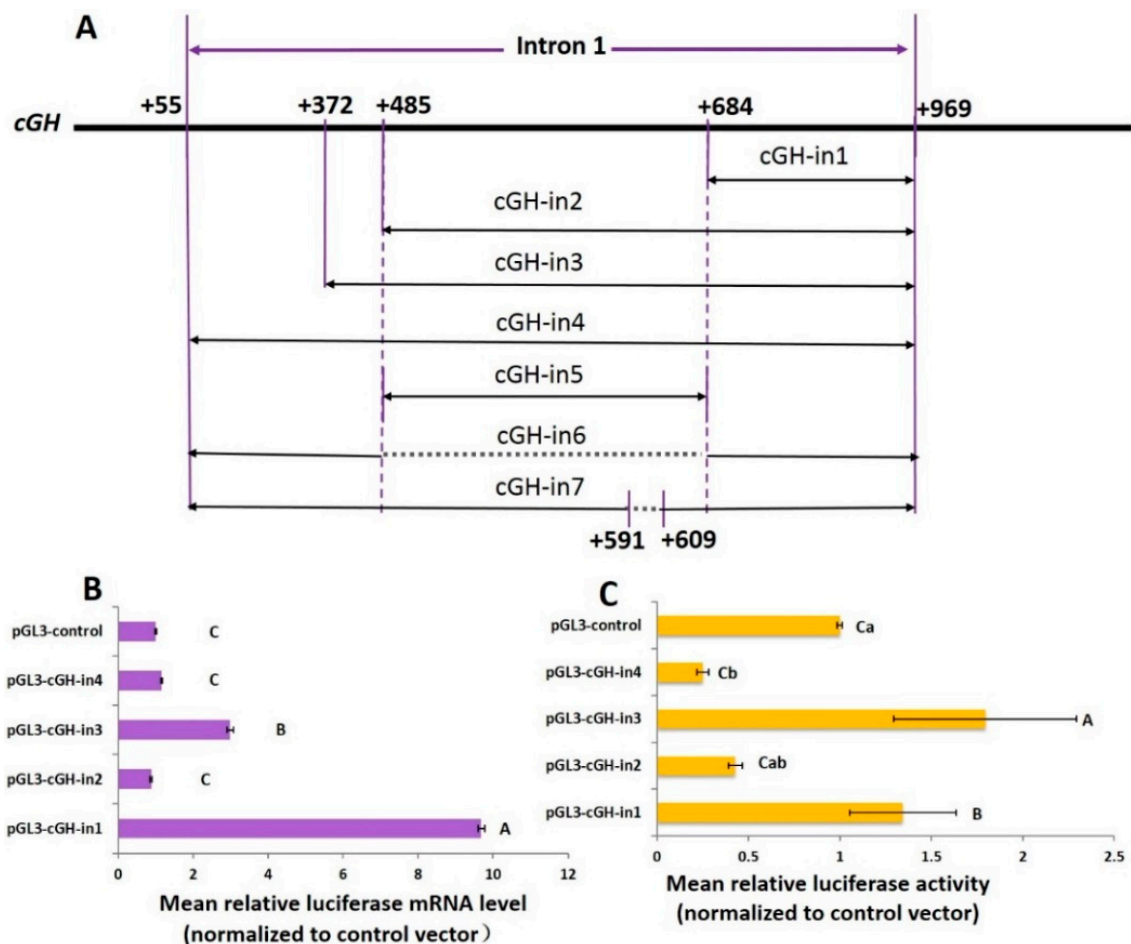 A
Intron 1
+55 +372 +485 +684 +969
cGH
cGH-in1
cGH-in2
cGH-in3
cGH-in4
cGH-in5
cGH-in6
cGH-in7
+591 +609
B
pGL3-control C
pGL3-cGH-in4 C
pGL3-cGH-in3 B
pGL3-cGH-in2 C
pGL3-cGH-in1 A
0 2 4 6 8 10 12
Mean relative luciferase mRNA level
(normalized to control vector）
C
pGL3-control Ca
pGL3-cGH-in4 Cb
pGL3-cGH-in3 A
pGL3-cGH-in2 Cab
pGL3-cGH-in1 B
0 0.5 1 1.5 2 2.5
Mean relative luciferase activity
(normalized to control vector)